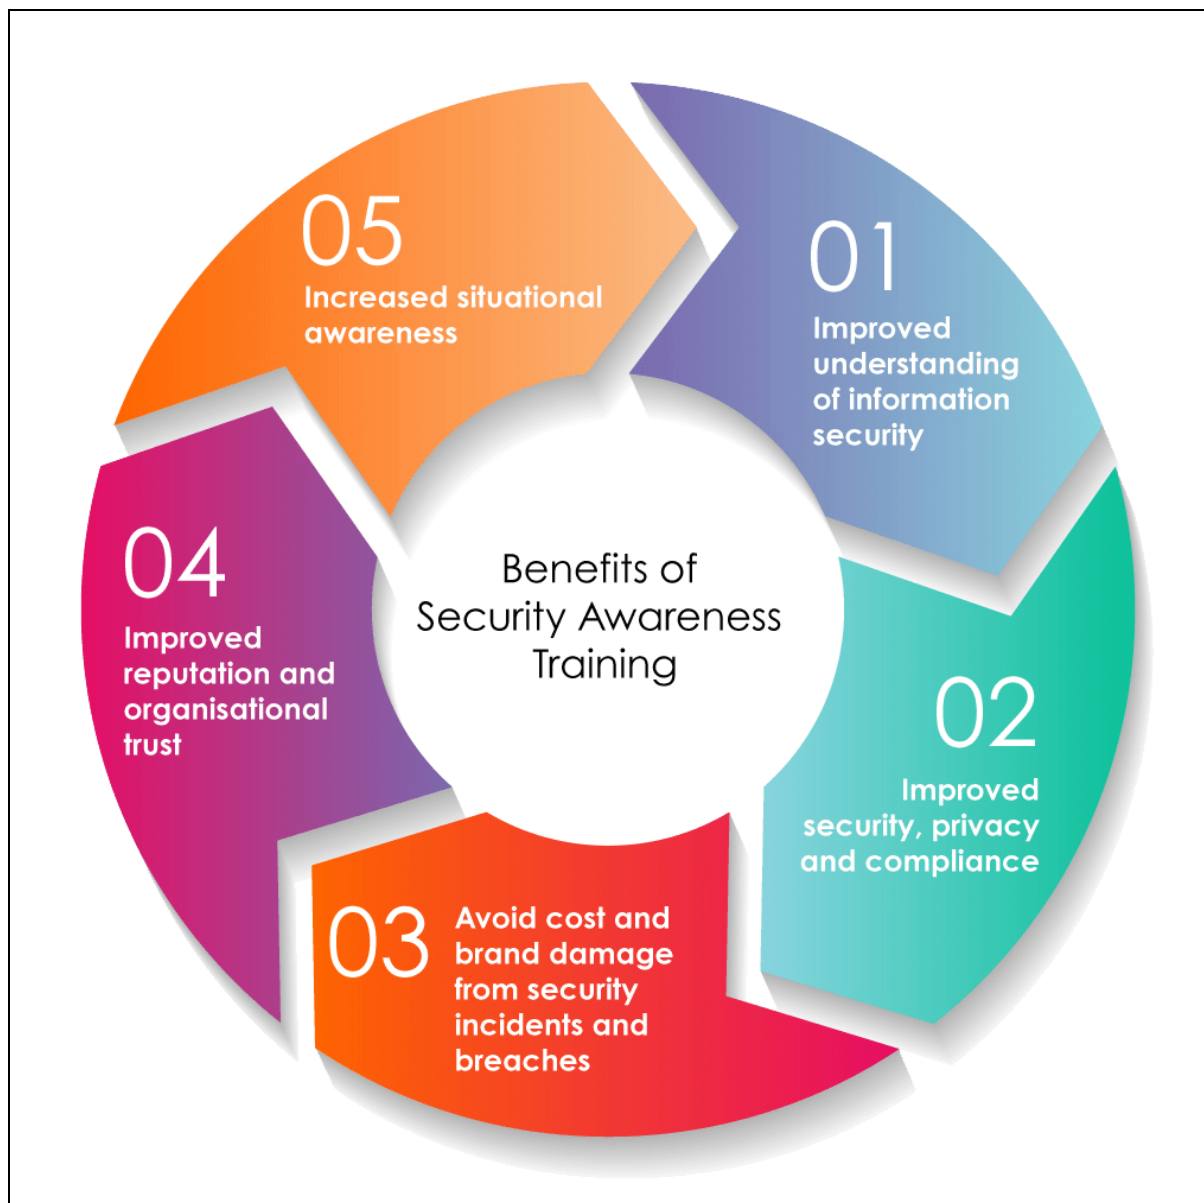 Benefits of
Security Awareness
Training
01
Improved
understanding
of information
security
02
Improved
security, privacy
and compliance
03
Avoid cost and
brand damage
from security
incidents and
breaches
04
Improved
reputation and
organisational
trust
05
Increased situational
awareness